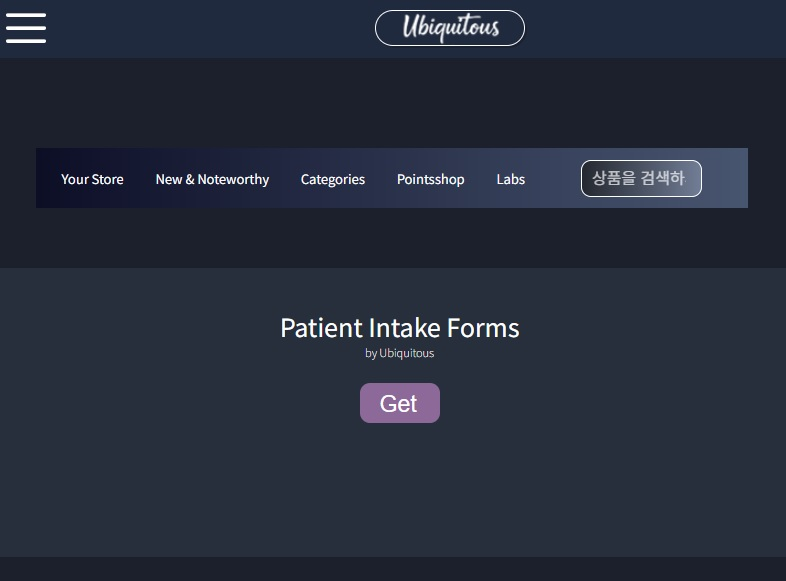 Ubiquitous
Your Store New & Noteworthy Categories Pointsshop Labs 상품을 검색하
Patient Intake Forms
by Ubiquitous
Get